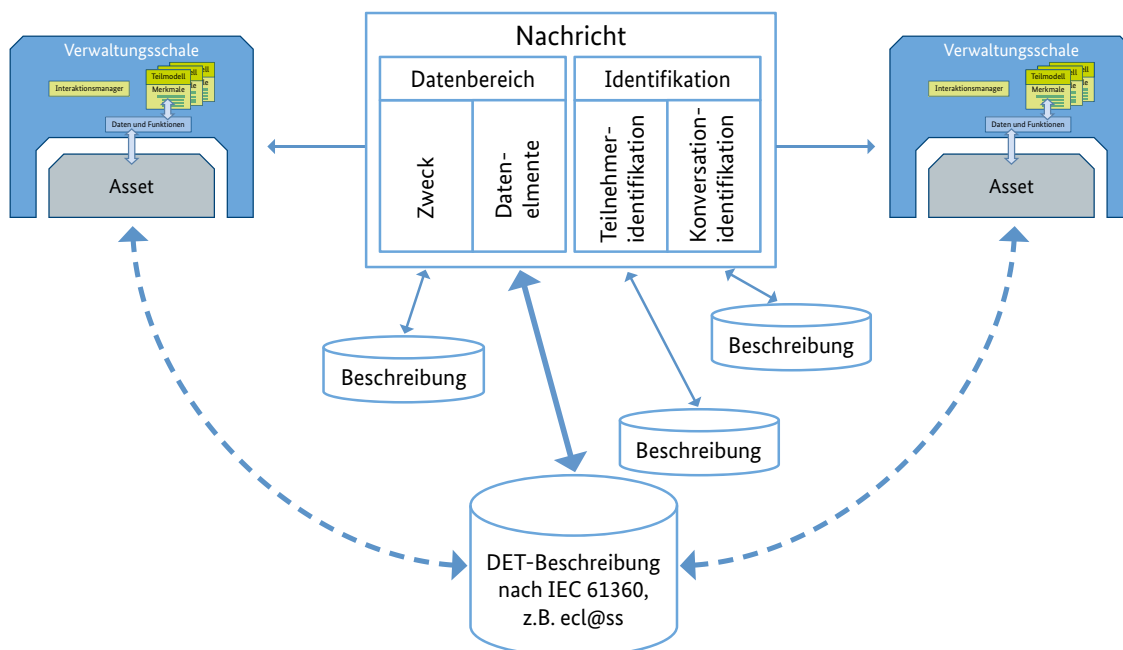 Verwaltungsschale
Interaktionsmanager
Teilmodell
Merkmale
Daten und Funktionen
Asset
Nachricht
Datenbereich
Identifikation
Zweck
Daten-
elmente
Teilnehmer-
identifikation
Konversation-
identifikation
Verwaltungsschale
Interaktionsmanager
Teilmodell
Merkmale
Daten und Funktionen
Asset
Beschreibung
Beschreibung
Beschreibung
DET-Beschreibung
nach IEC 61360,
z.B. ecl@ss